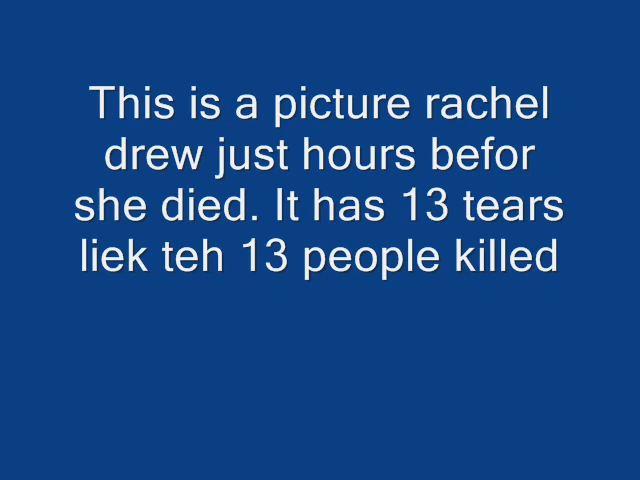 This is a picture rachel
drew just hours befor
she died. It has 13 tears
liek teh 13 people killed